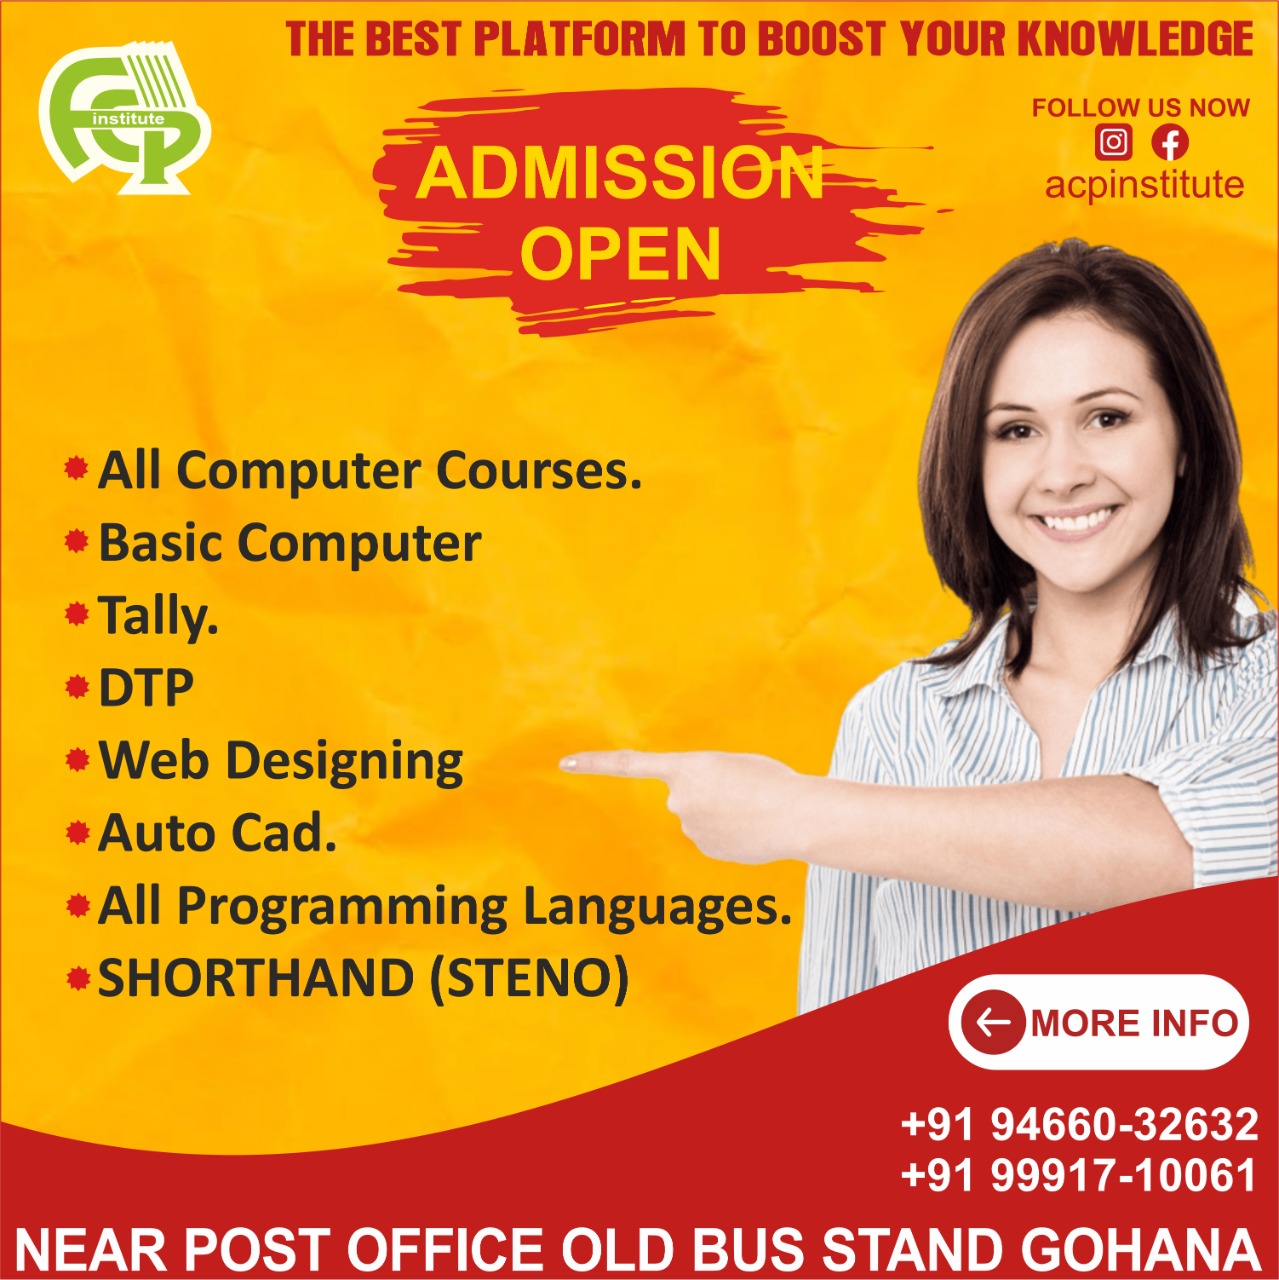 THE BEST PLATFORM TO BOOST YOUR KNOWLEDGE
ACP
institute
FOLLOW US NOW
acpinstitute
ADMISSION
OPEN
All Computer Courses.
Basic Computer
Tally.
DTP
Web Designing
Auto Cad.
All Programming Languages.
SHORTHAND (STENO)
MORE INFO
+91 94660-32632
+91 99917-10061
NEAR POST OFFICE OLD BUS STAND GOHANA